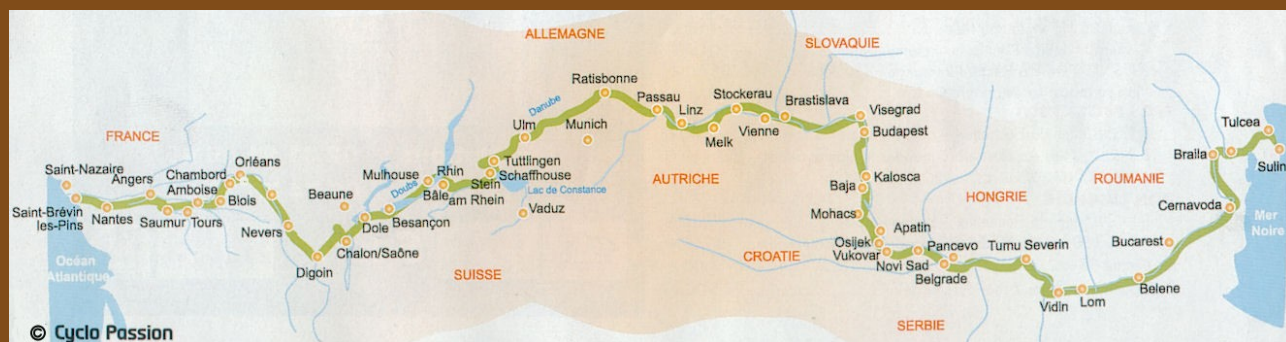 ALLEMAGNE
SLOVAQUIE
FRANCE
SUISSE
AUTRICHE
CROATIE
HONGRIE
SERBIE
ROUMANIE
Saint-Nazaire
Saint-Brévin
les-Pins
Nantes
Angers
Saumur
Tours
Amboise
Chambord
Blois
Orléans
Nevers
Digoin
Beaune
Chalon/Saône
Dole
Besançon
Doubs
Mulhouse
Rhin
Bâle
Stein
am Rhein
Schaffhouse
Tuttlingen
Lac de Constance
Vaduz
Ulm
Danube
Munich
Ratisbonne
Passau
Linz
Melk
Stockerau
Vienne
Brastislava
Visegrad
Budapest
Kalosca
Baja
Mohacs
Apatin
Osijek
Vukovar
Novi Sad
Pancevo
Belgrade
Tumu Severin
Vidin
Lom
Belene
Bucarest
Cernavoda
Braila
Tulcea
Sulin
Océan
Atlantique
Mer
Noire
© Cyclo Passion